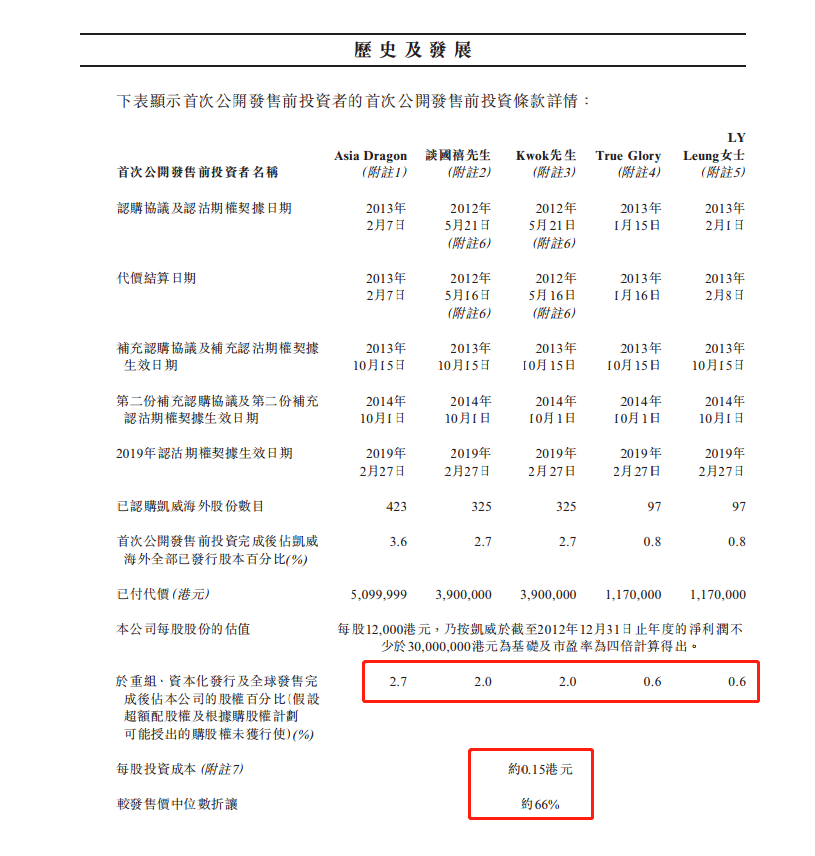 歷史及發展
下表顯示首次公開發售前投資者的首次公開發售前投資條款詳情：
LY
Asia Dragon 談國禧先生 Kwok先生 True Glory Leung女士
首次公開發售前投資者名稱 (附註1) (附註2) (附註3) (附註4) (附註5)
認購協議及認沽期權契據日期 2013年 2012年 2012年 2013年 2013年
2月7日 5月21日 5月21日 1月15日 2月1日
(附註6) (附註6)
代價結算日期 2013年 2012年 2012年 2013年 2013年
2月7日 5月16日 5月16日 1月16日 2月8日
(附註6) (附註6)
補充認購協議及補充認沽期權契據 2013年 2013年 2013年 2013年 2013年
生效日期 10月15日 10月15日 10月15日 10月15日 10月15日
第二份補充認購協議及第二份補充 2014年 2014年 2014年 2014年 2014年
認沽期權契據生效日期 10月1日 10月1日 10月1日 10月1日 10月1日
2019年認沽期權契據生效日期 2019年 2019年 2019年 2019年 2019年
2月27日 2月27日 2月27日 2月27日 2月27日
已認購凱威海外股份數目 423 325 325 97 97
首次公開發售前投資完成後佔凱威 3.6 2.7 2.7 0.8 0.8
海外全部已發行股本百分比(%)
已付代價(港元) 5,099,999 3,900,000 3,900,000 1,170,000 1,170,000
本公司每股股份的估值 每股12,000港元，乃按凱威於截至2012年12月31日止年度的淨利潤不
少於30,000,000港元為基礎及市盈率為四倍計算得出。
於重組、資本化發行及全球發售完 2.7 2.0 2.0 0.6 0.6
成後佔本公司的股權百分比(假設
超額配股權及根據購股權計劃
可能授出的購股權未獲行使)(%)
每股投資成本(附註7) 約0.15港元
較發售價中位數折讓 約66%